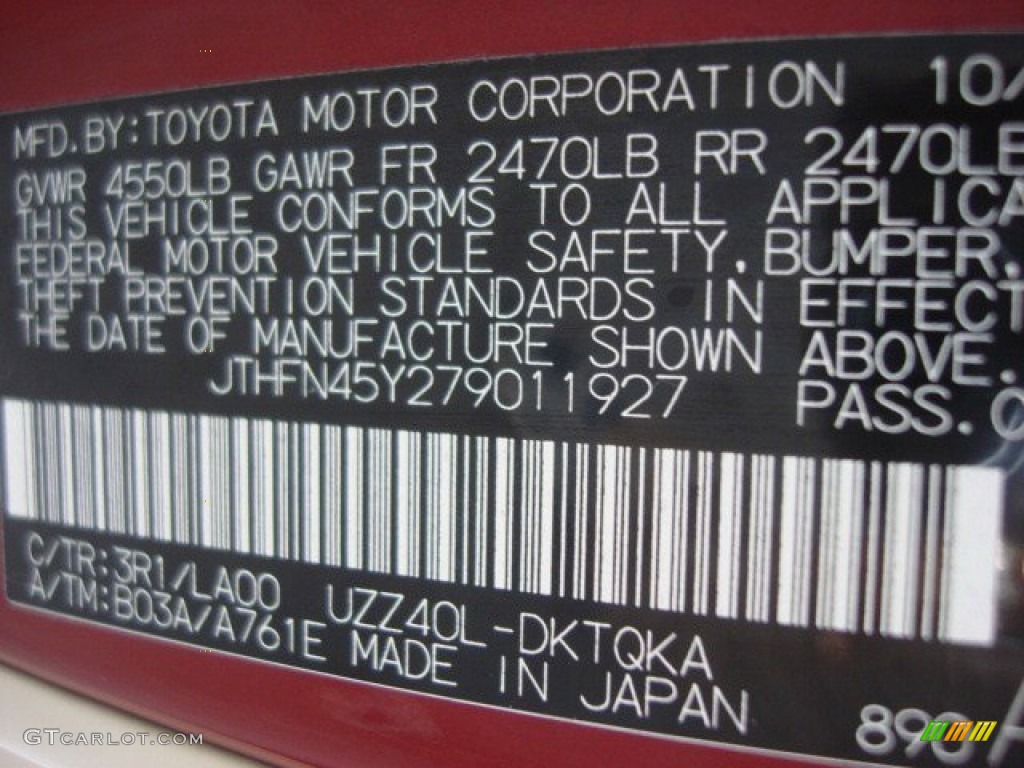 MFD. BY: TOYOTA MOTOR CORPORATION 10/
GVWR 4550LB GAWR FR 2470LB RR 2470LB
THIS VEHICLE CONFORMS TO ALL APPLICA
FEDERAL MOTOR VEHICLE SAFETY, BUMPER,
THEFT PREVENTION STANDARDS IN EFFECT
THE DATE OF MANUFACTURE SHOWN ABOVE.
JTHFN45Y279011927 PASS. C
C/TR: 3R1/LA00 UZZ40L-DKTQKA
A/TM: B03A/A761E MADE IN JAPAN
890 A
GTCARLOT.COM